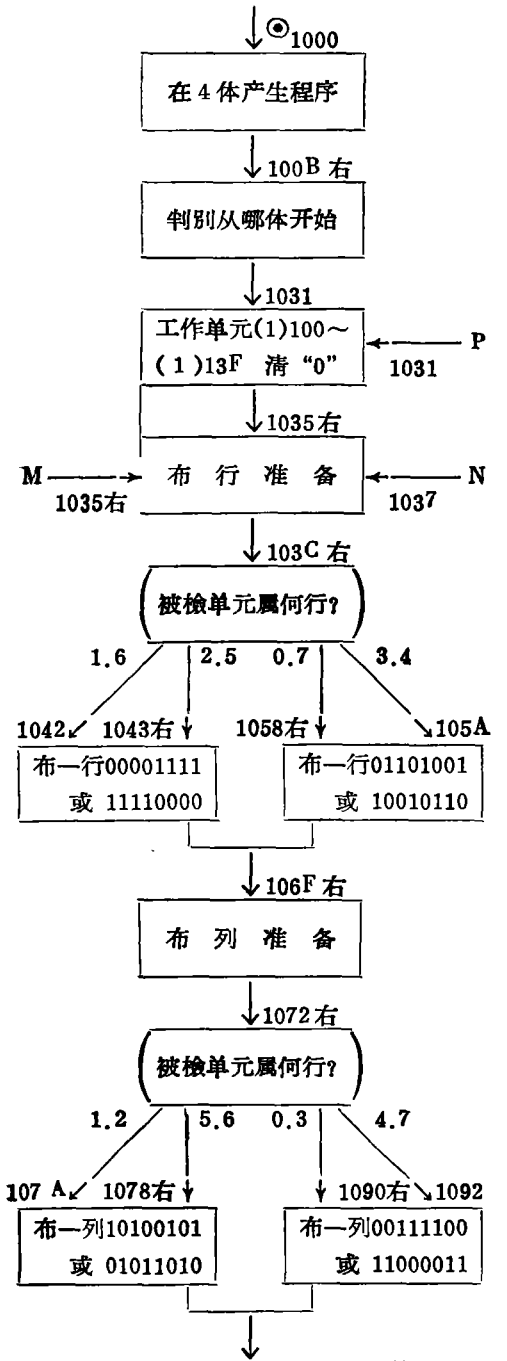 1000
在4体产生程序
100B 右
判别从哪体开始
1031
工作单元(1)100～
(1)13F 清“0”
P
1031
1035右
M
布行准备
N
1035右
1037
103C 右
被检单元属何行?
1.6 2.5 0.7 3.4
1042 1043右 1058右 105A
布一行00001111
或 11110000
布一行01101001
或 10010110
106F 右
布列准备
1072右
被检单元属何行?
1.2 5.6 0.3 4.7
107 A 1078右 1090右 1092
布一列10100101
或 01011010
布一列00111100
或 11000011